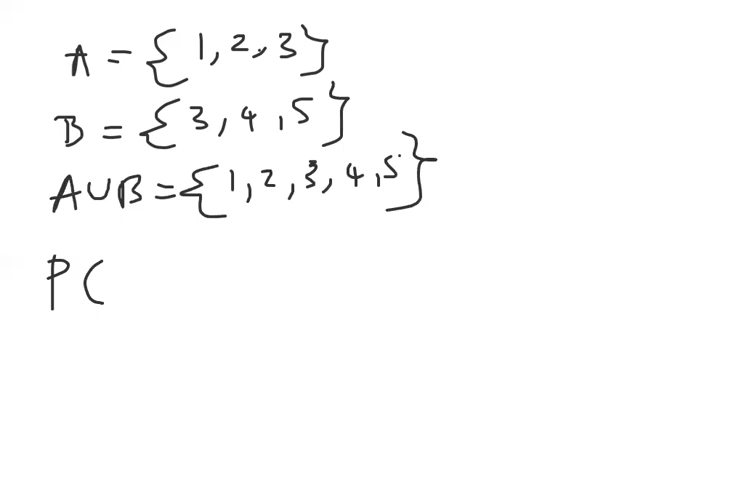 A = {1, 2, 3}
B = {3, 4, 5}
A∪B = {1, 2, 3, 4, 5}
P(